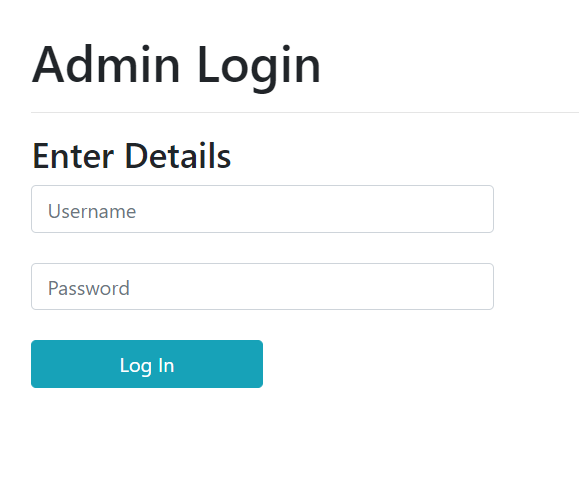 Admin Login
Enter Details
Username
Password
Log In